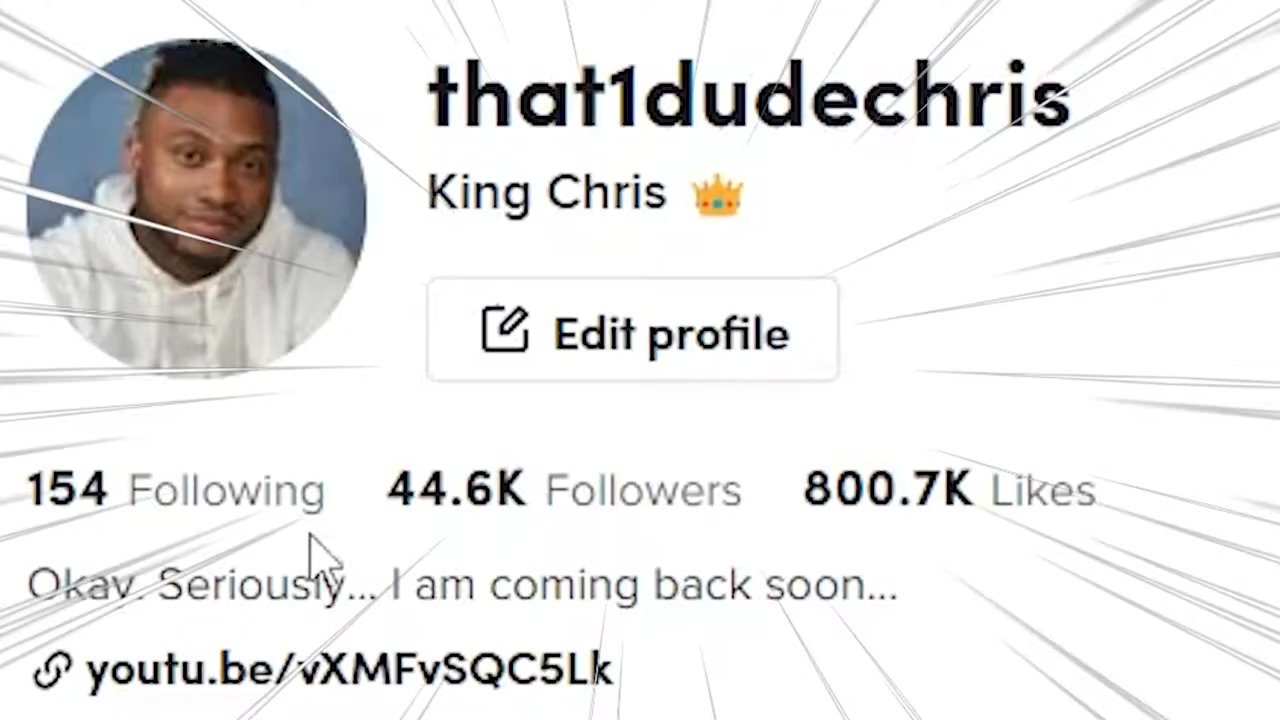 that1dudechris
King Chris 👑
Edit profile
154 Following 44.6K Followers 800.7K Likes
Okay. Seriously... I am coming back soon...
youtu.be/vXMFvSQC5Lk